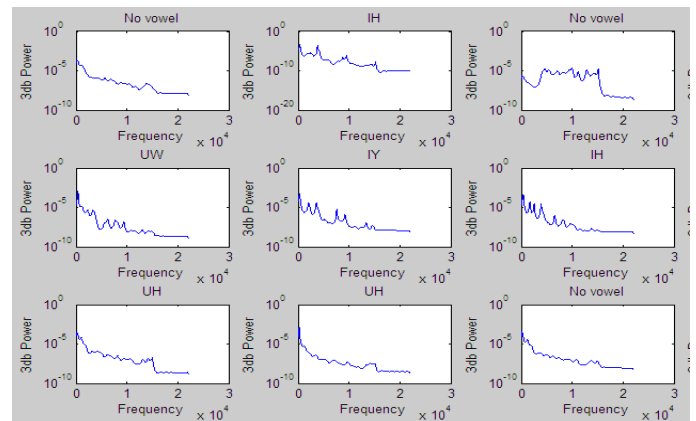 No vowel
IH
No vowel
10^0
10^-5
10^-10
3db Power
0 1 2 3
Frequency
x 10^4
10^0
10^-10
10^-20
3db Power
0 1 2 3
Frequency
x 10^4
10^0
10^-5
10^-10
3db Power
0 1 2 3
Frequency
x 10^4
UW
IY
IH
10^0
10^-5
10^-10
3db Power
0 1 2 3
Frequency
x 10^4
10^0
10^-5
10^-10
3db Power
0 1 2 3
Frequency
x 10^4
10^0
10^-5
10^-10
3db Power
0 1 2 3
Frequency
x 10^4
UH
UH
No vowel
10^0
10^-5
10^-10
3db Power
0 1 2 3
Frequency
x 10^4
10^0
10^-5
10^-10
3db Power
0 1 2 3
Frequency
x 10^4
10^0
10^-5
10^-10
3db Power
0 1 2 3
Frequency
x 10^4